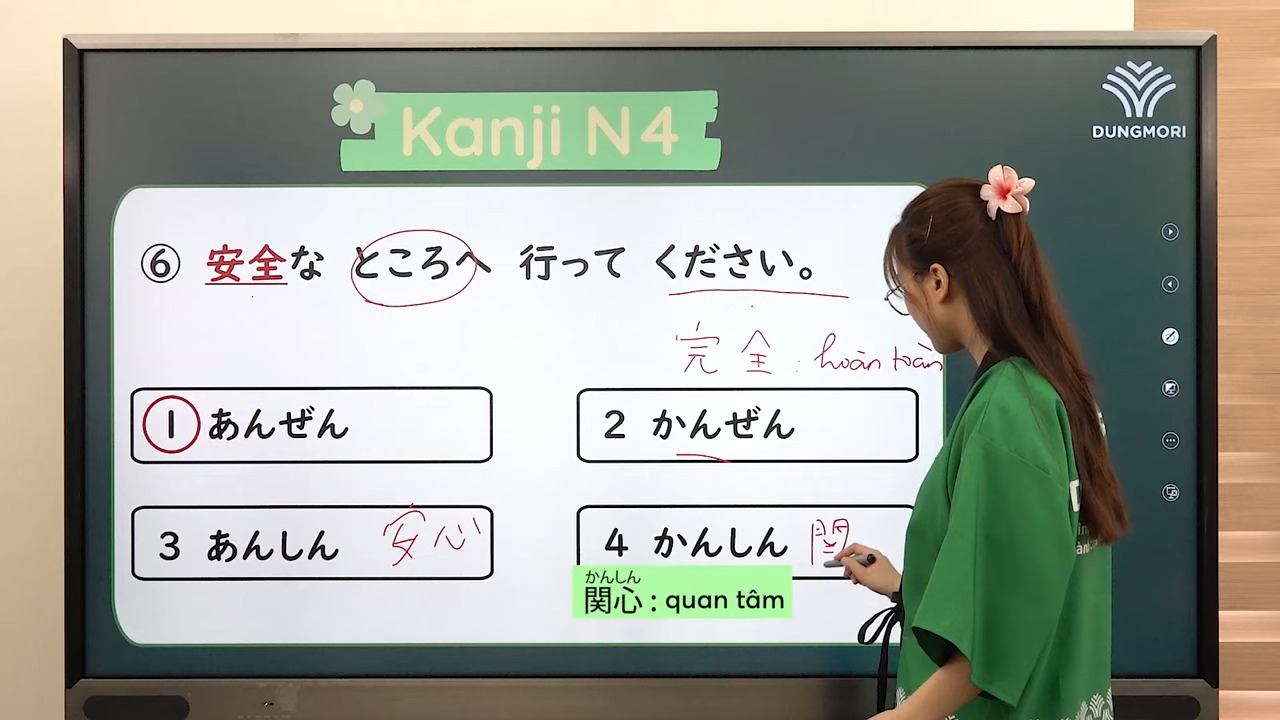 Kanji N4
DUNGMORI
⑥ 安全な ところへ 行って ください。
完全 : hoàn toàn
1 あんぜん
2 かんぜん
3 あんしん 安心
4 かんしん 関
かんしん
関心 : quan tâm